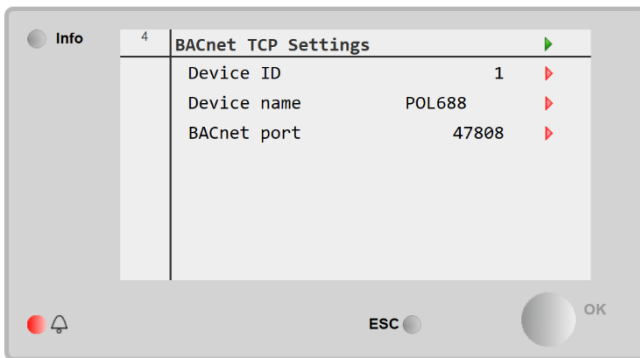 Info
4
BACnet TCP Settings
Device ID 1
Device name POL688
BACnet port 47808
ESC
OK